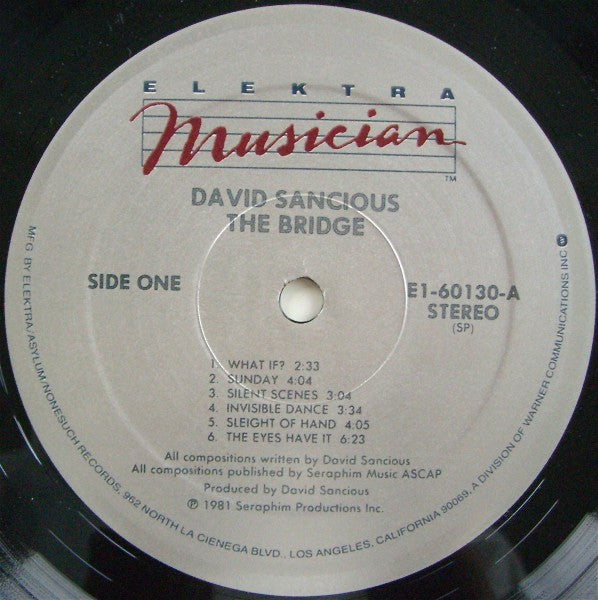 ELEKTRA
Musician
TM
DAVID SANCIOUS
THE BRIDGE
SIDE ONE
E1-60130-A
STEREO
(SP)
1. WHAT IF? 2:33
2. SUNDAY 4:04
3. SILENT SCENES 3:04
4. INVISIBLE DANCE 3:34
5. SLEIGHT OF HAND 4:05
6. THE EYES HAVE IT 6:23
All compositions written by David Sancious
All compositions published by Seraphim Music ASCAP
Produced by David Sancious
℗ 1981 Seraphim Productions Inc.
MFG. BY ELEKTRA/ASYLUM/NONESUCH RECORDS, 962 NORTH LA CIENEGA BLVD., LOS ANGELES, CALIFORNIA 90069, A DIVISION OF WARNER COMMUNICATIONS INC